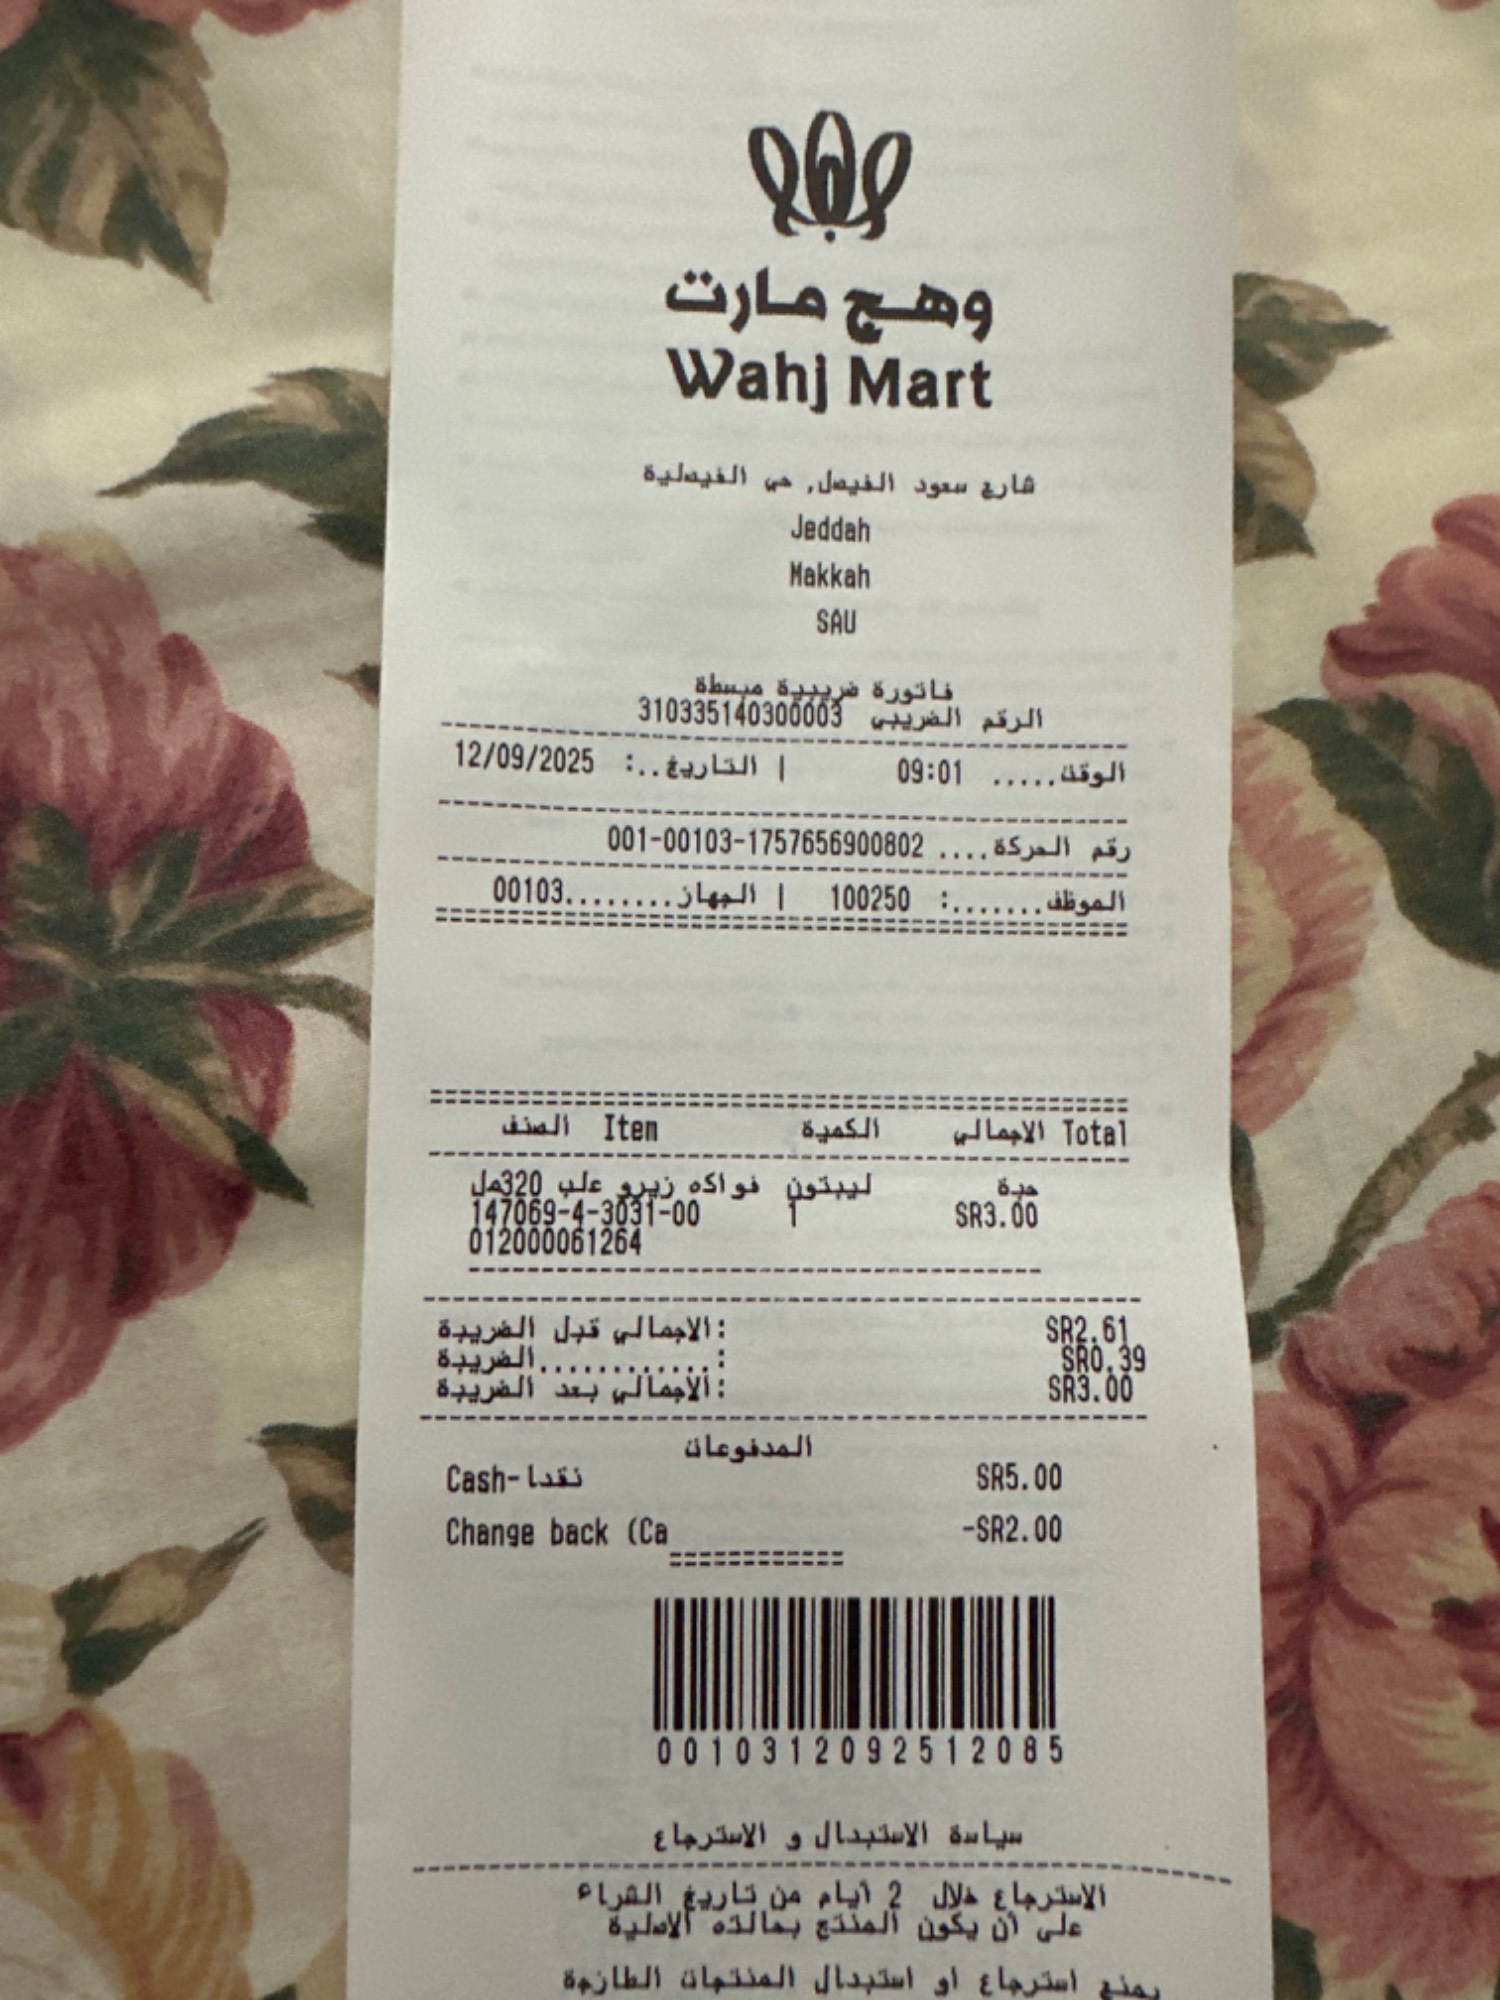 وهج مارت
Wahj Mart
شارع سعود الفيصل, حي الفيصلية
Jeddah
Makkah
SAU
فاتورة ضريبية مبسطة
الرقم الضريبي 310335140300003
الوقت..... 09:01 | التاريخ..: 12/09/2025
رقم الحركة.... 001-00103-1757656900802
الموظف.......: 100250 | الجهاز........00103
الصنف Item الكمية الاجمالي Total
ليبتون فواكه زيرو علب 320مل حبة
147069-4-3031-00 1 SR3.00
012000061264
الاجمالي قبل الضريبة: SR2.61
الضريبة............: SR0.39
الاجمالي بعد الضريبة: SR3.00
المدفوعات
Cash-نقدا SR5.00
Change back (Ca -SR2.00
0010312092512085
سياسة الاستبدال و الاسترجاع
الاسترجاع خلال 2 أيام من تاريخ الشراء
على أن يكون المنتج بحالته الاصلية
يمنع استرجاع او استبدال المنتجات الطازجة